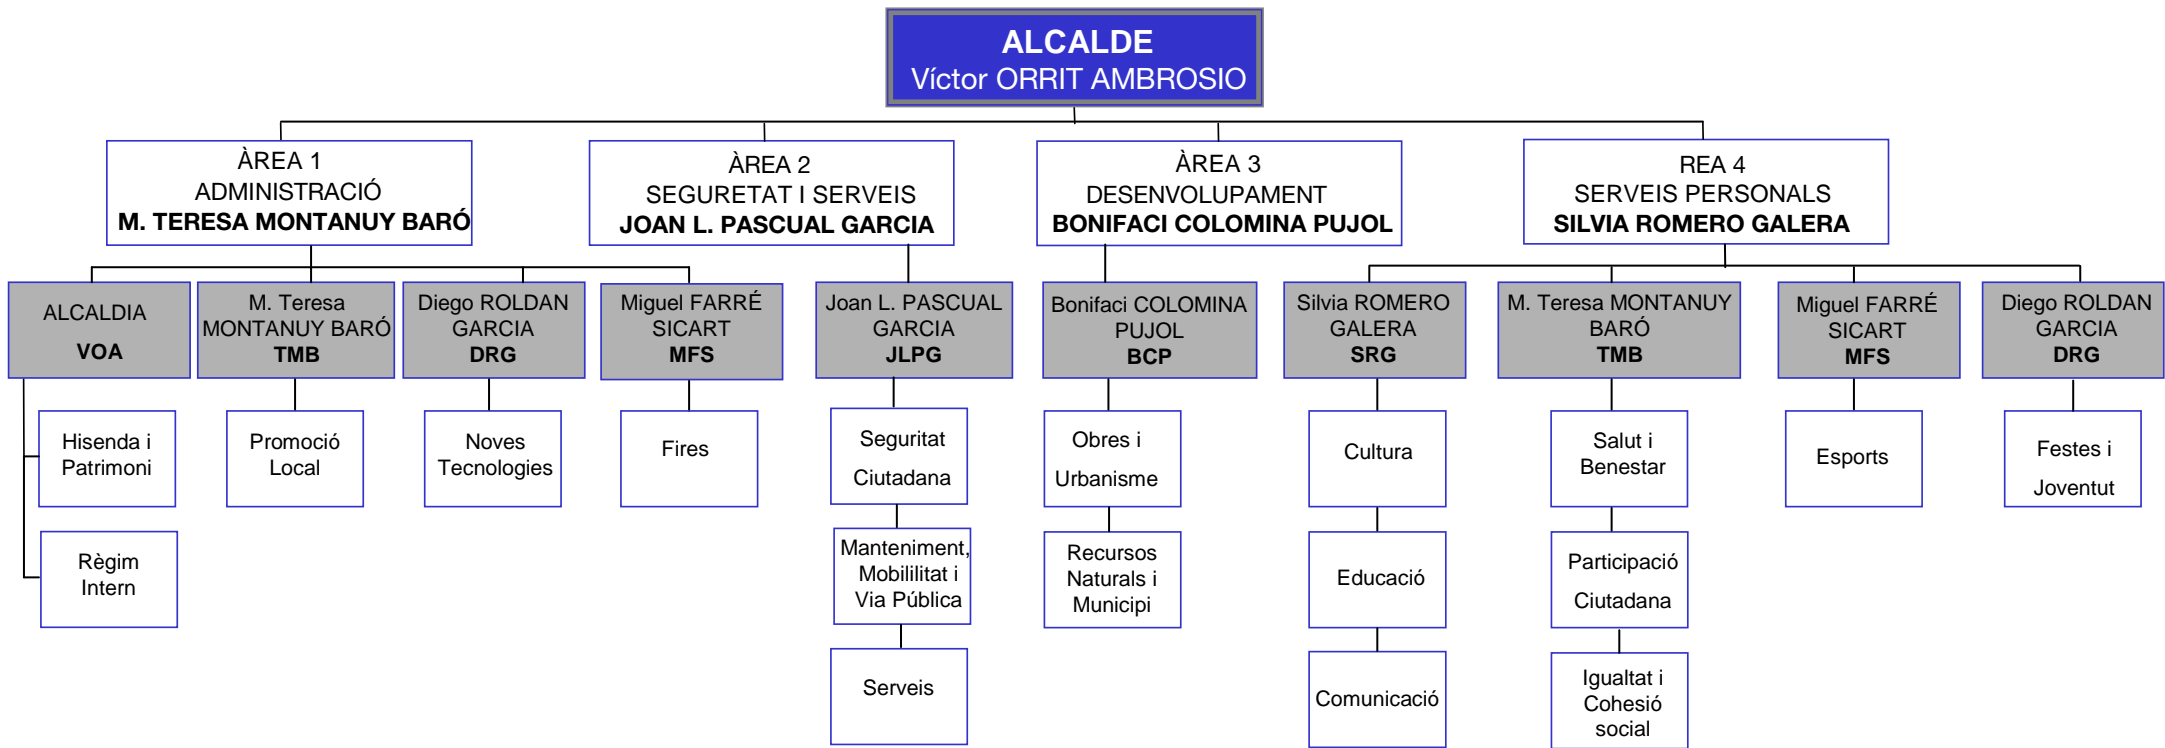 ALCALDE
Víctor ORRIT AMBROSIO
ÀREA 1
ADMINISTRACIÓ
M. TERESA MONTANUY BARÓ
ÀREA 2
SEGURETAT I SERVEIS
JOAN L. PASCUAL GARCIA
ÀREA 3
DESENVOLUPAMENT
BONIFACI COLOMINA PUJOL
REA 4
SERVEIS PERSONALS
SILVIA ROMERO GALERA
ALCALDIA
VOA
M. Teresa
MONTANUY BARÓ
TMB
Diego ROLDAN
GARCIA
DRG
Miguel FARRÉ
SICART
MFS
Joan L. PASCUAL
GARCIA
JLPG
Bonifaci COLOMINA
PUJOL
BCP
Silvia ROMERO
GALERA
SRG
M. Teresa MONTANUY
BARÓ
TMB
Miguel FARRÉ
SICART
MFS
Diego ROLDAN
GARCIA
DRG
Hisenda i
Patrimoni
Promoció
Local
Noves
Tecnologies
Fires
Seguritat
Ciutadana
Obres i
Urbanisme
Cultura
Salut i
Benestar
Esports
Festes i
Joventut
Règim
Intern
Manteniment,
Mobililitat i
Via Pública
Recursos
Naturals i
Municipi
Educació
Participació
Ciutadana
Serveis
Comunicació
Igualtat i
Cohesió
social